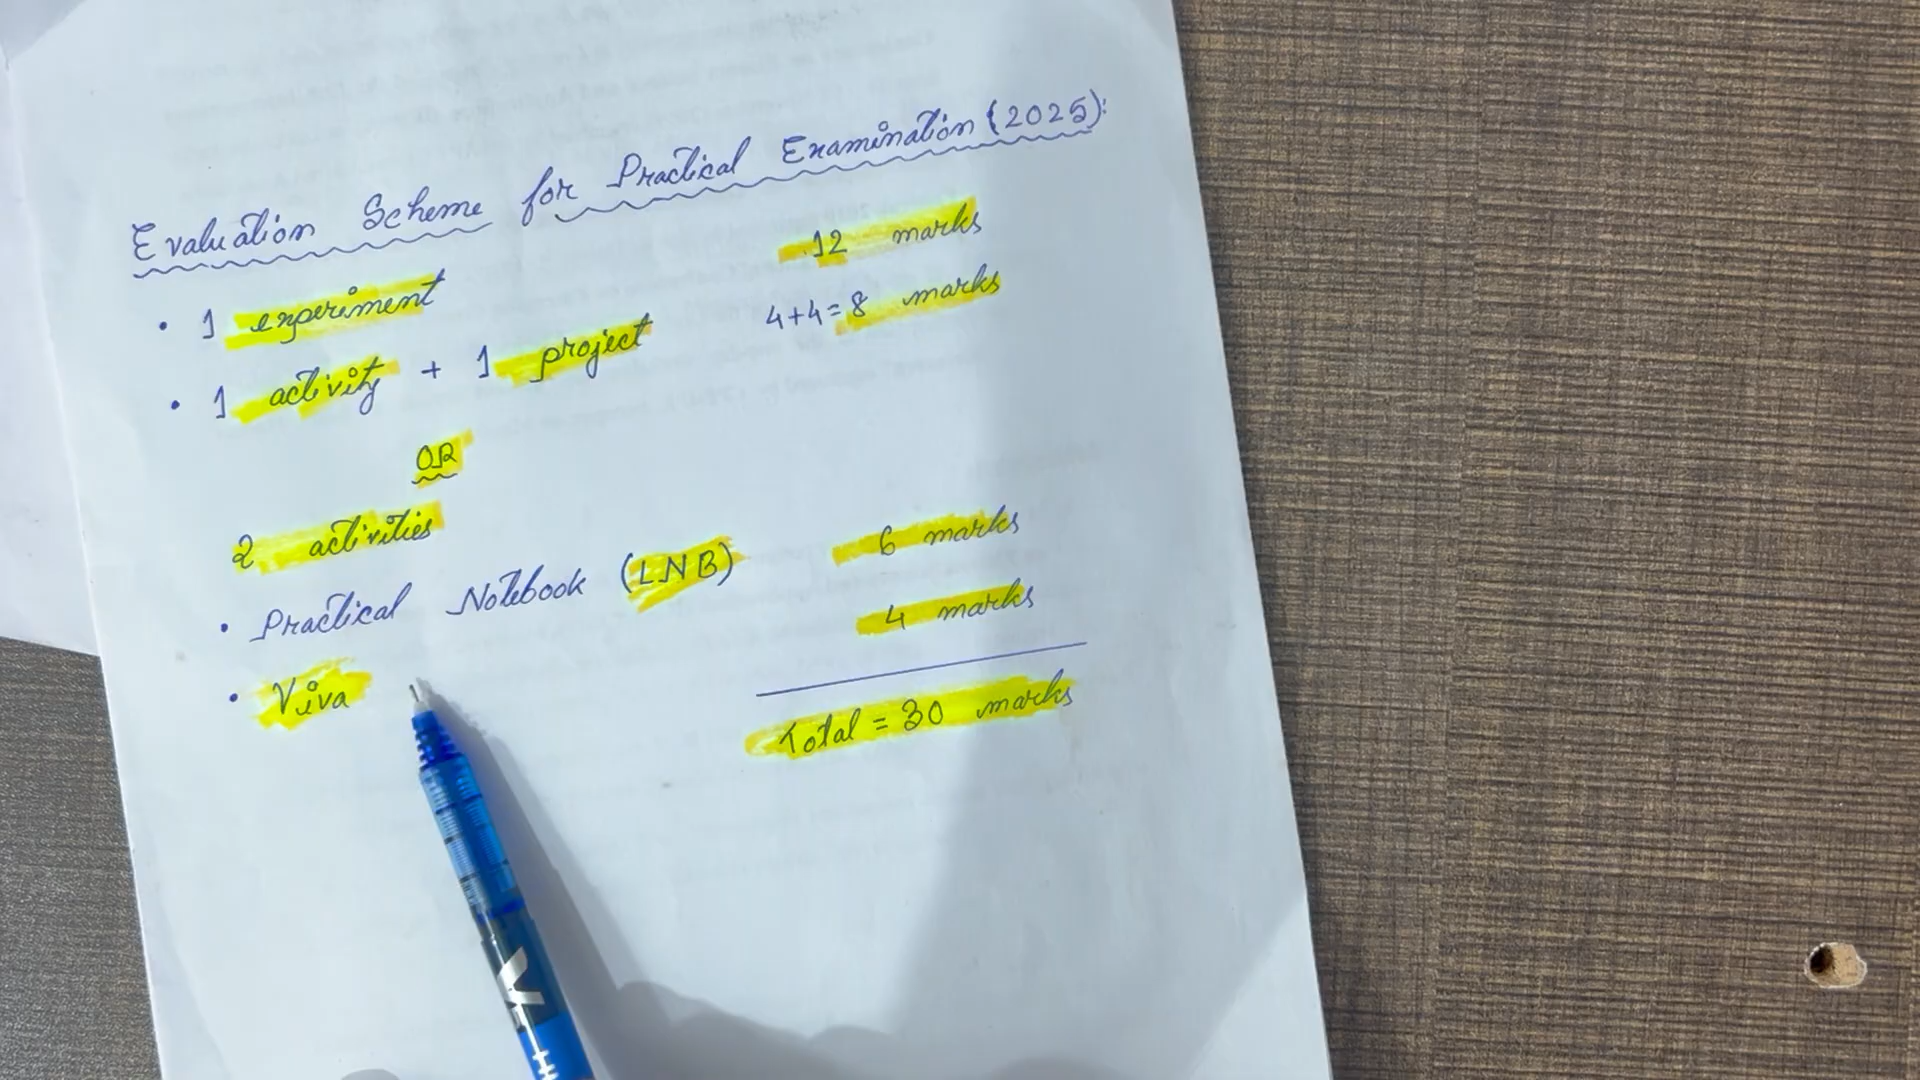 Evaluation Scheme for Practical Examination (2025):
• 1 experiment 12 marks
• 1 activity + 1 project 4+4=8 marks
OR
2 activities
• Practical Notebook (LNB) 6 marks
• Viva 4 marks
Total = 30 marks
V